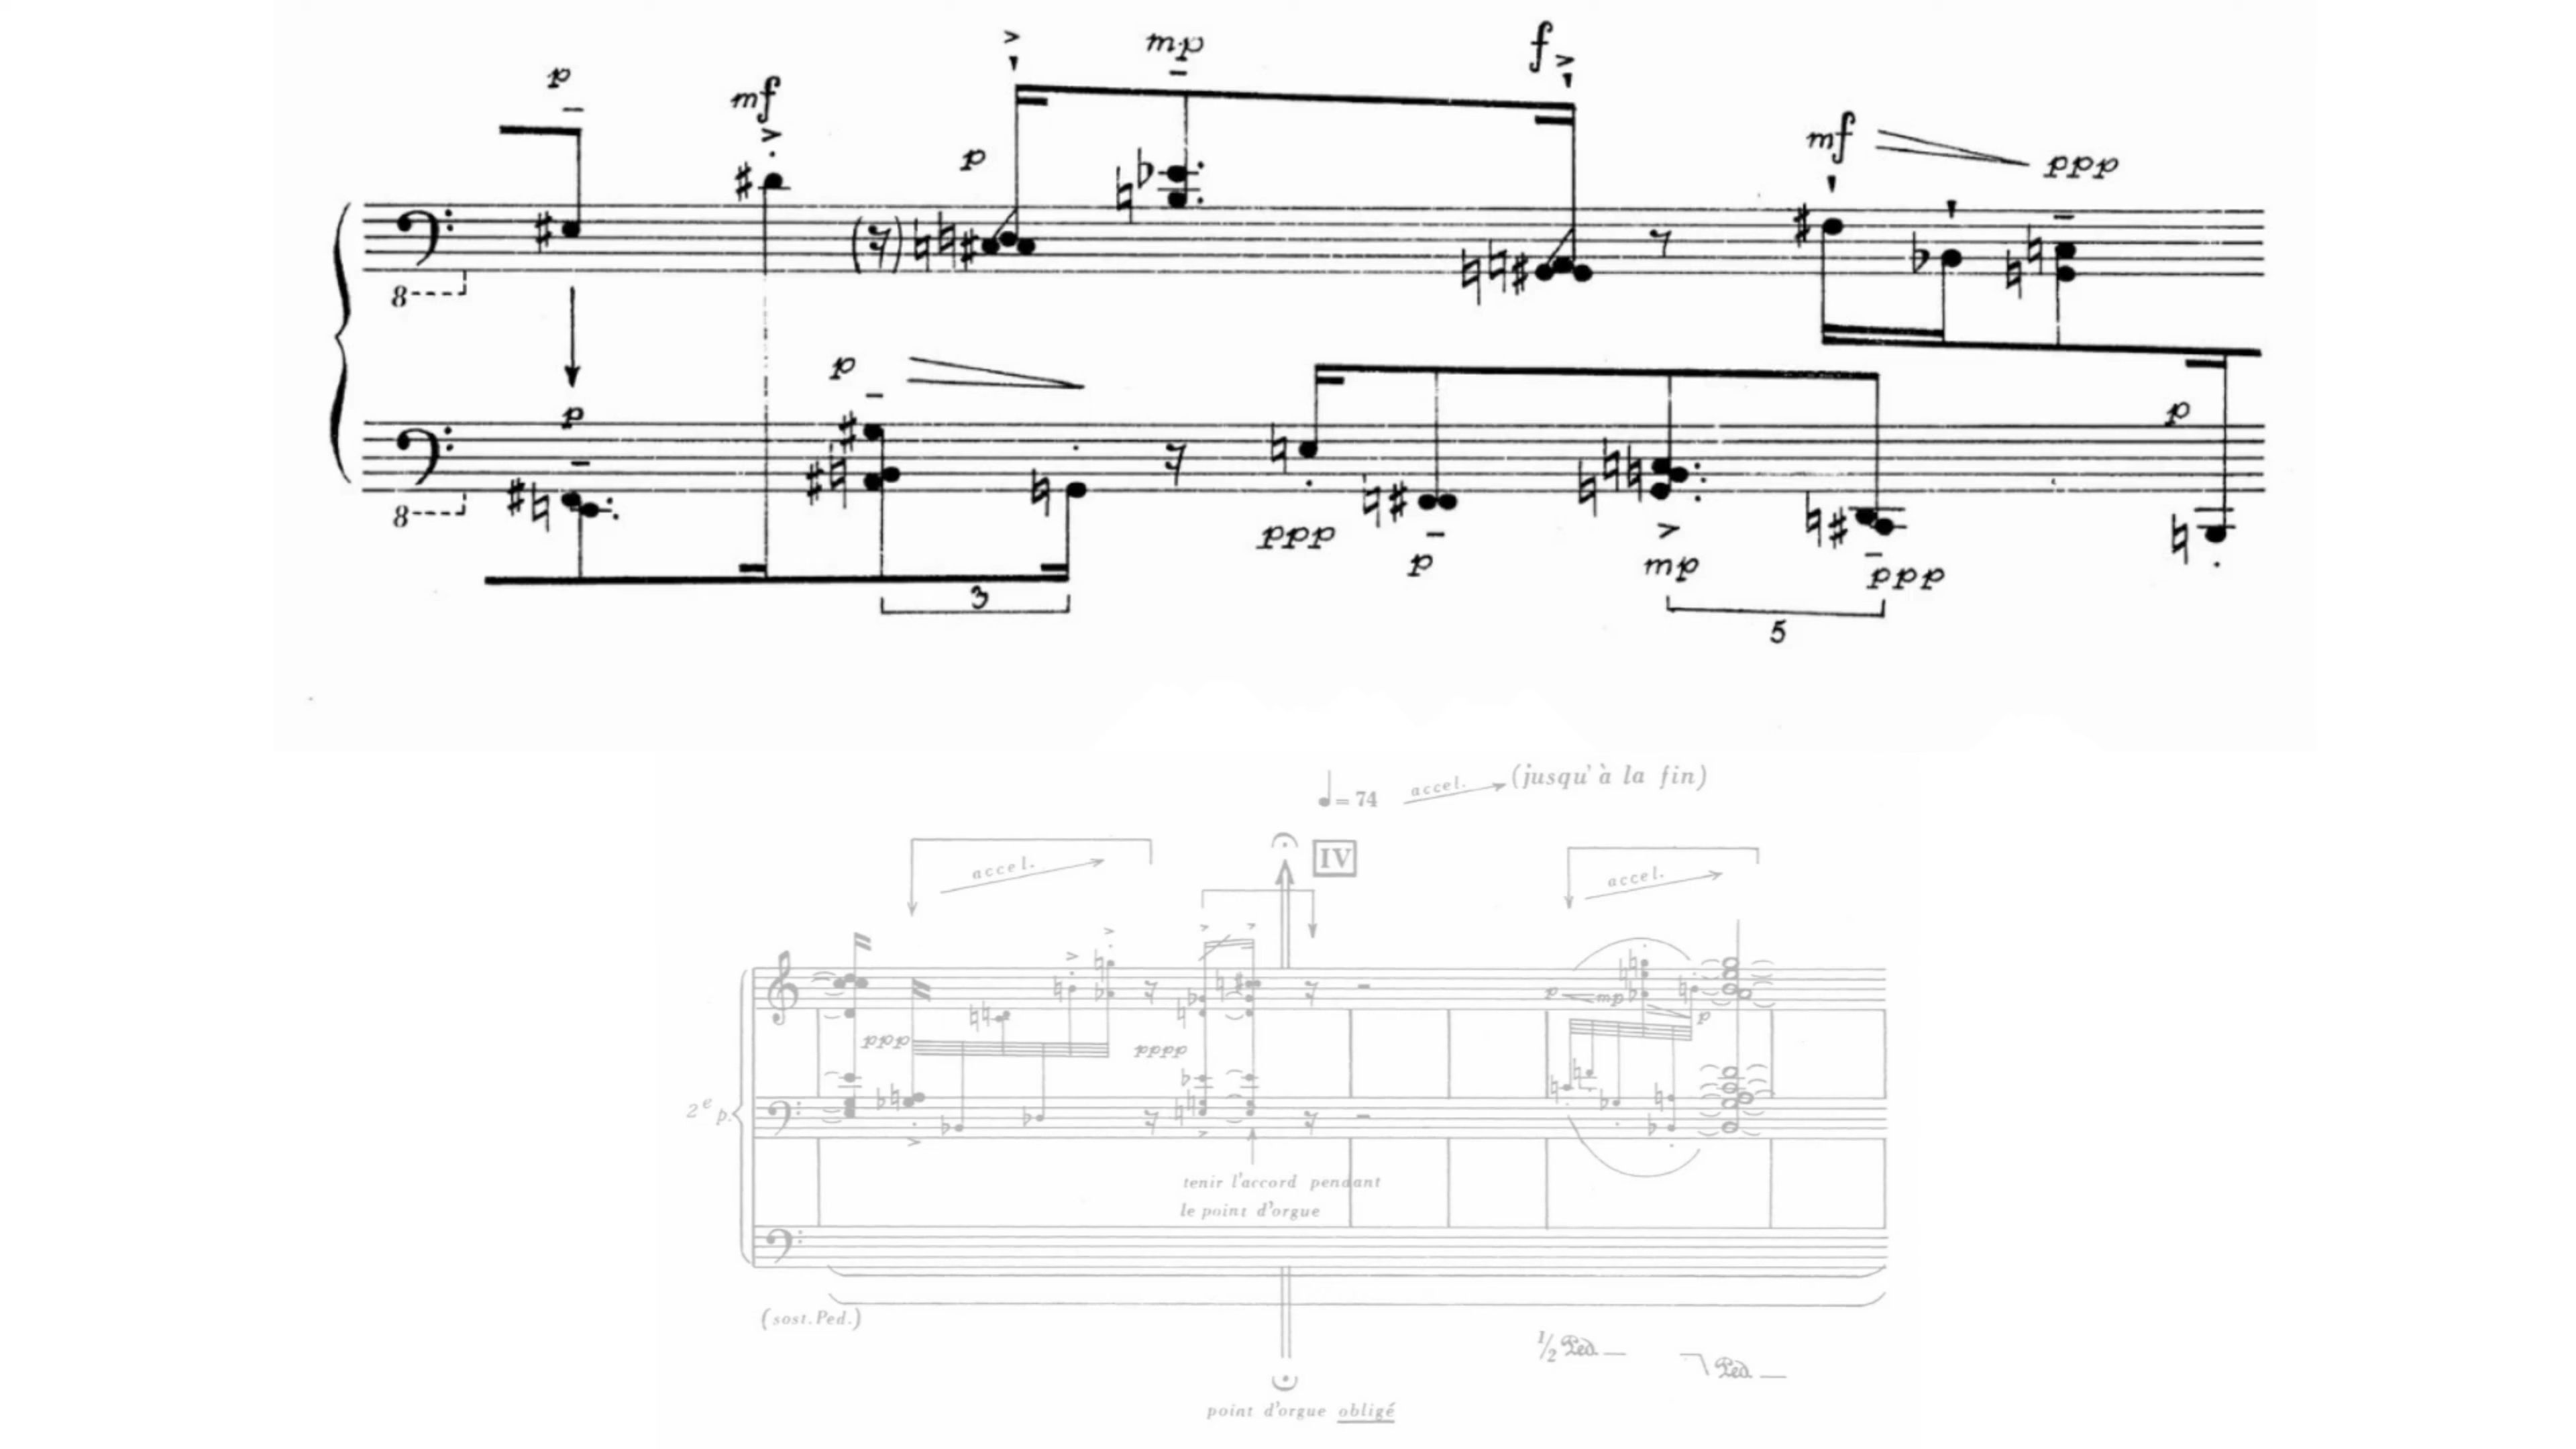 p
mf
mp
f
p
mf
ppp
8
p
p
p
ppp
p
mp
ppp
8
3
5
= 74 accel. (jusqu'à la fin)
accel.
IV
accel.
ppp
pppp
p mp
p
2e p.
tenir l'accord pendant
le point d'orgue
(sost. Ped.)
1/2 Ped.
Ped.
point d'orgue obligé